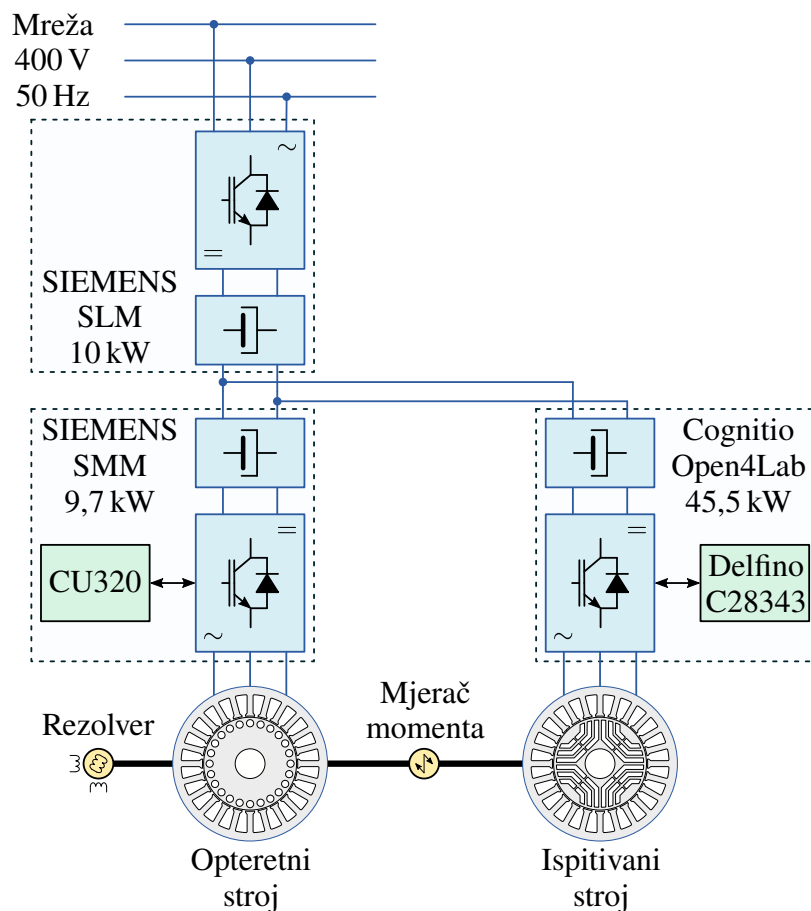 Mreža
400 V
50 Hz
SIEMENS
SLM
10 kW
SIEMENS
SMM
9,7 kW
CU320
Cognitio
Open4Lab
45,5 kW
Delfino
C28343
Rezolver
Mjerač
momenta
Opteretni
stroj
Ispitivani
stroj